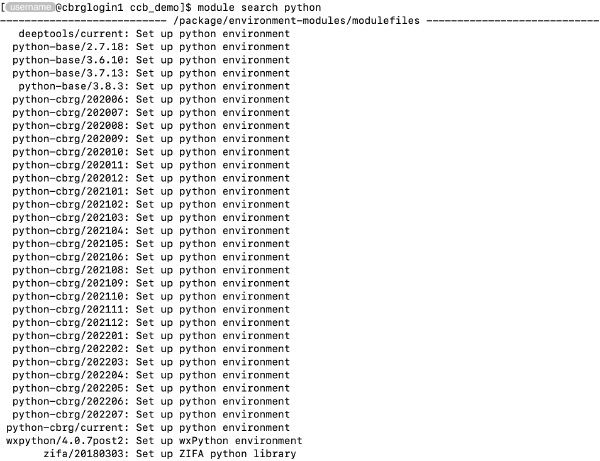 [username@cbrglogin1 ccb_demo]$ module search python
----------------------- /package/environment-modules/modulefiles -----------------------
deeptools/current: Set up python environment
python-base/2.7.18: Set up python environment
python-base/3.6.10: Set up python environment
python-base/3.7.13: Set up python environment
python-base/3.8.3: Set up python environment
python-cbrg/202006: Set up python environment
python-cbrg/202007: Set up python environment
python-cbrg/202008: Set up python environment
python-cbrg/202009: Set up python environment
python-cbrg/202010: Set up python environment
python-cbrg/202011: Set up python environment
python-cbrg/202012: Set up python environment
python-cbrg/202101: Set up python environment
python-cbrg/202102: Set up python environment
python-cbrg/202103: Set up python environment
python-cbrg/202104: Set up python environment
python-cbrg/202105: Set up python environment
python-cbrg/202106: Set up python environment
python-cbrg/202108: Set up python environment
python-cbrg/202109: Set up python environment
python-cbrg/202110: Set up python environment
python-cbrg/202111: Set up python environment
python-cbrg/202112: Set up python environment
python-cbrg/202201: Set up python environment
python-cbrg/202202: Set up python environment
python-cbrg/202203: Set up python environment
python-cbrg/202204: Set up python environment
python-cbrg/202205: Set up python environment
python-cbrg/202206: Set up python environment
python-cbrg/202207: Set up python environment
python-cbrg/current: Set up python environment
wxpython/4.0.7post2: Set up wxPython environment
zifa/20180303: Set up ZIFA python library